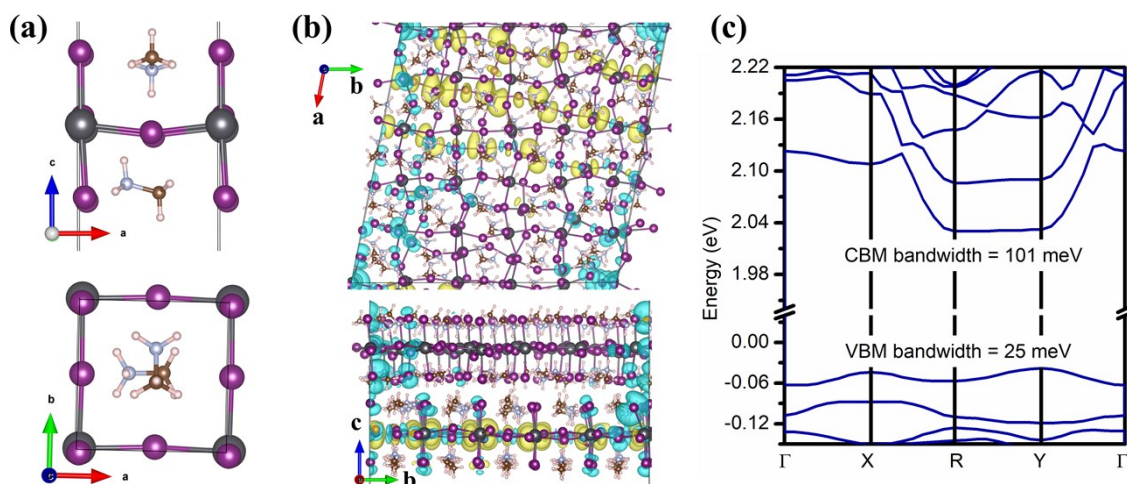 (a)
c
a
b
a
(b)
b
a
c
b
(c)
Energy (eV)
2.22
2.16
2.10
2.04
1.98
0.00
-0.06
-0.12
CBM bandwidth = 101 meV
VBM bandwidth = 25 meV
Γ X R Y Γ